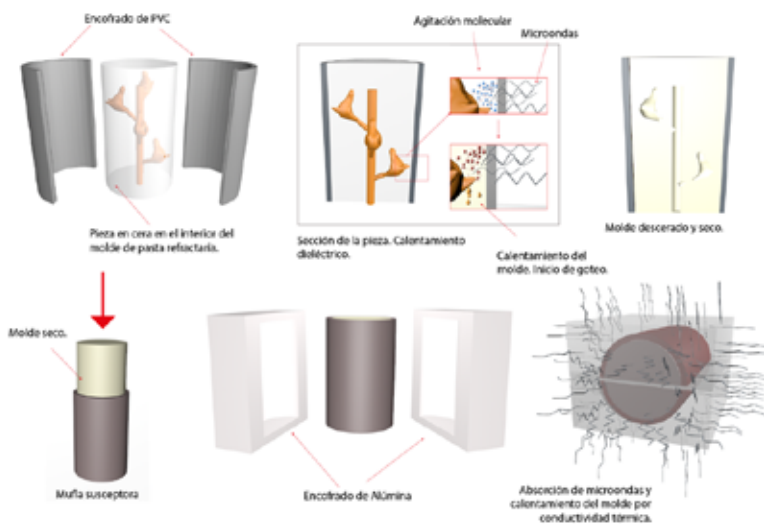 Encofrado de PVC
Agitación molecular
Microondas
Pieza en cera en el interior del
molde de pasta refractaria.
Sección de la pieza. Calentamiento
dieléctrico.
Calentamiento del
molde. Inicio de goteo.
Molde descerado y seco.
Molde seco.
Mufla susceptora
Encofrado de Alúmina
Absorción de microondas y
calentamiento del molde por
conductividad térmica.